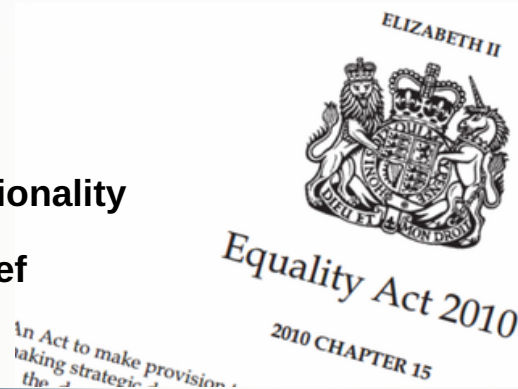 ELIZABETH II
DIEU ET MON DROIT
ionality
ef
Equality Act 2010
2010 CHAPTER 15
An Act to make provision
aking strategic
the